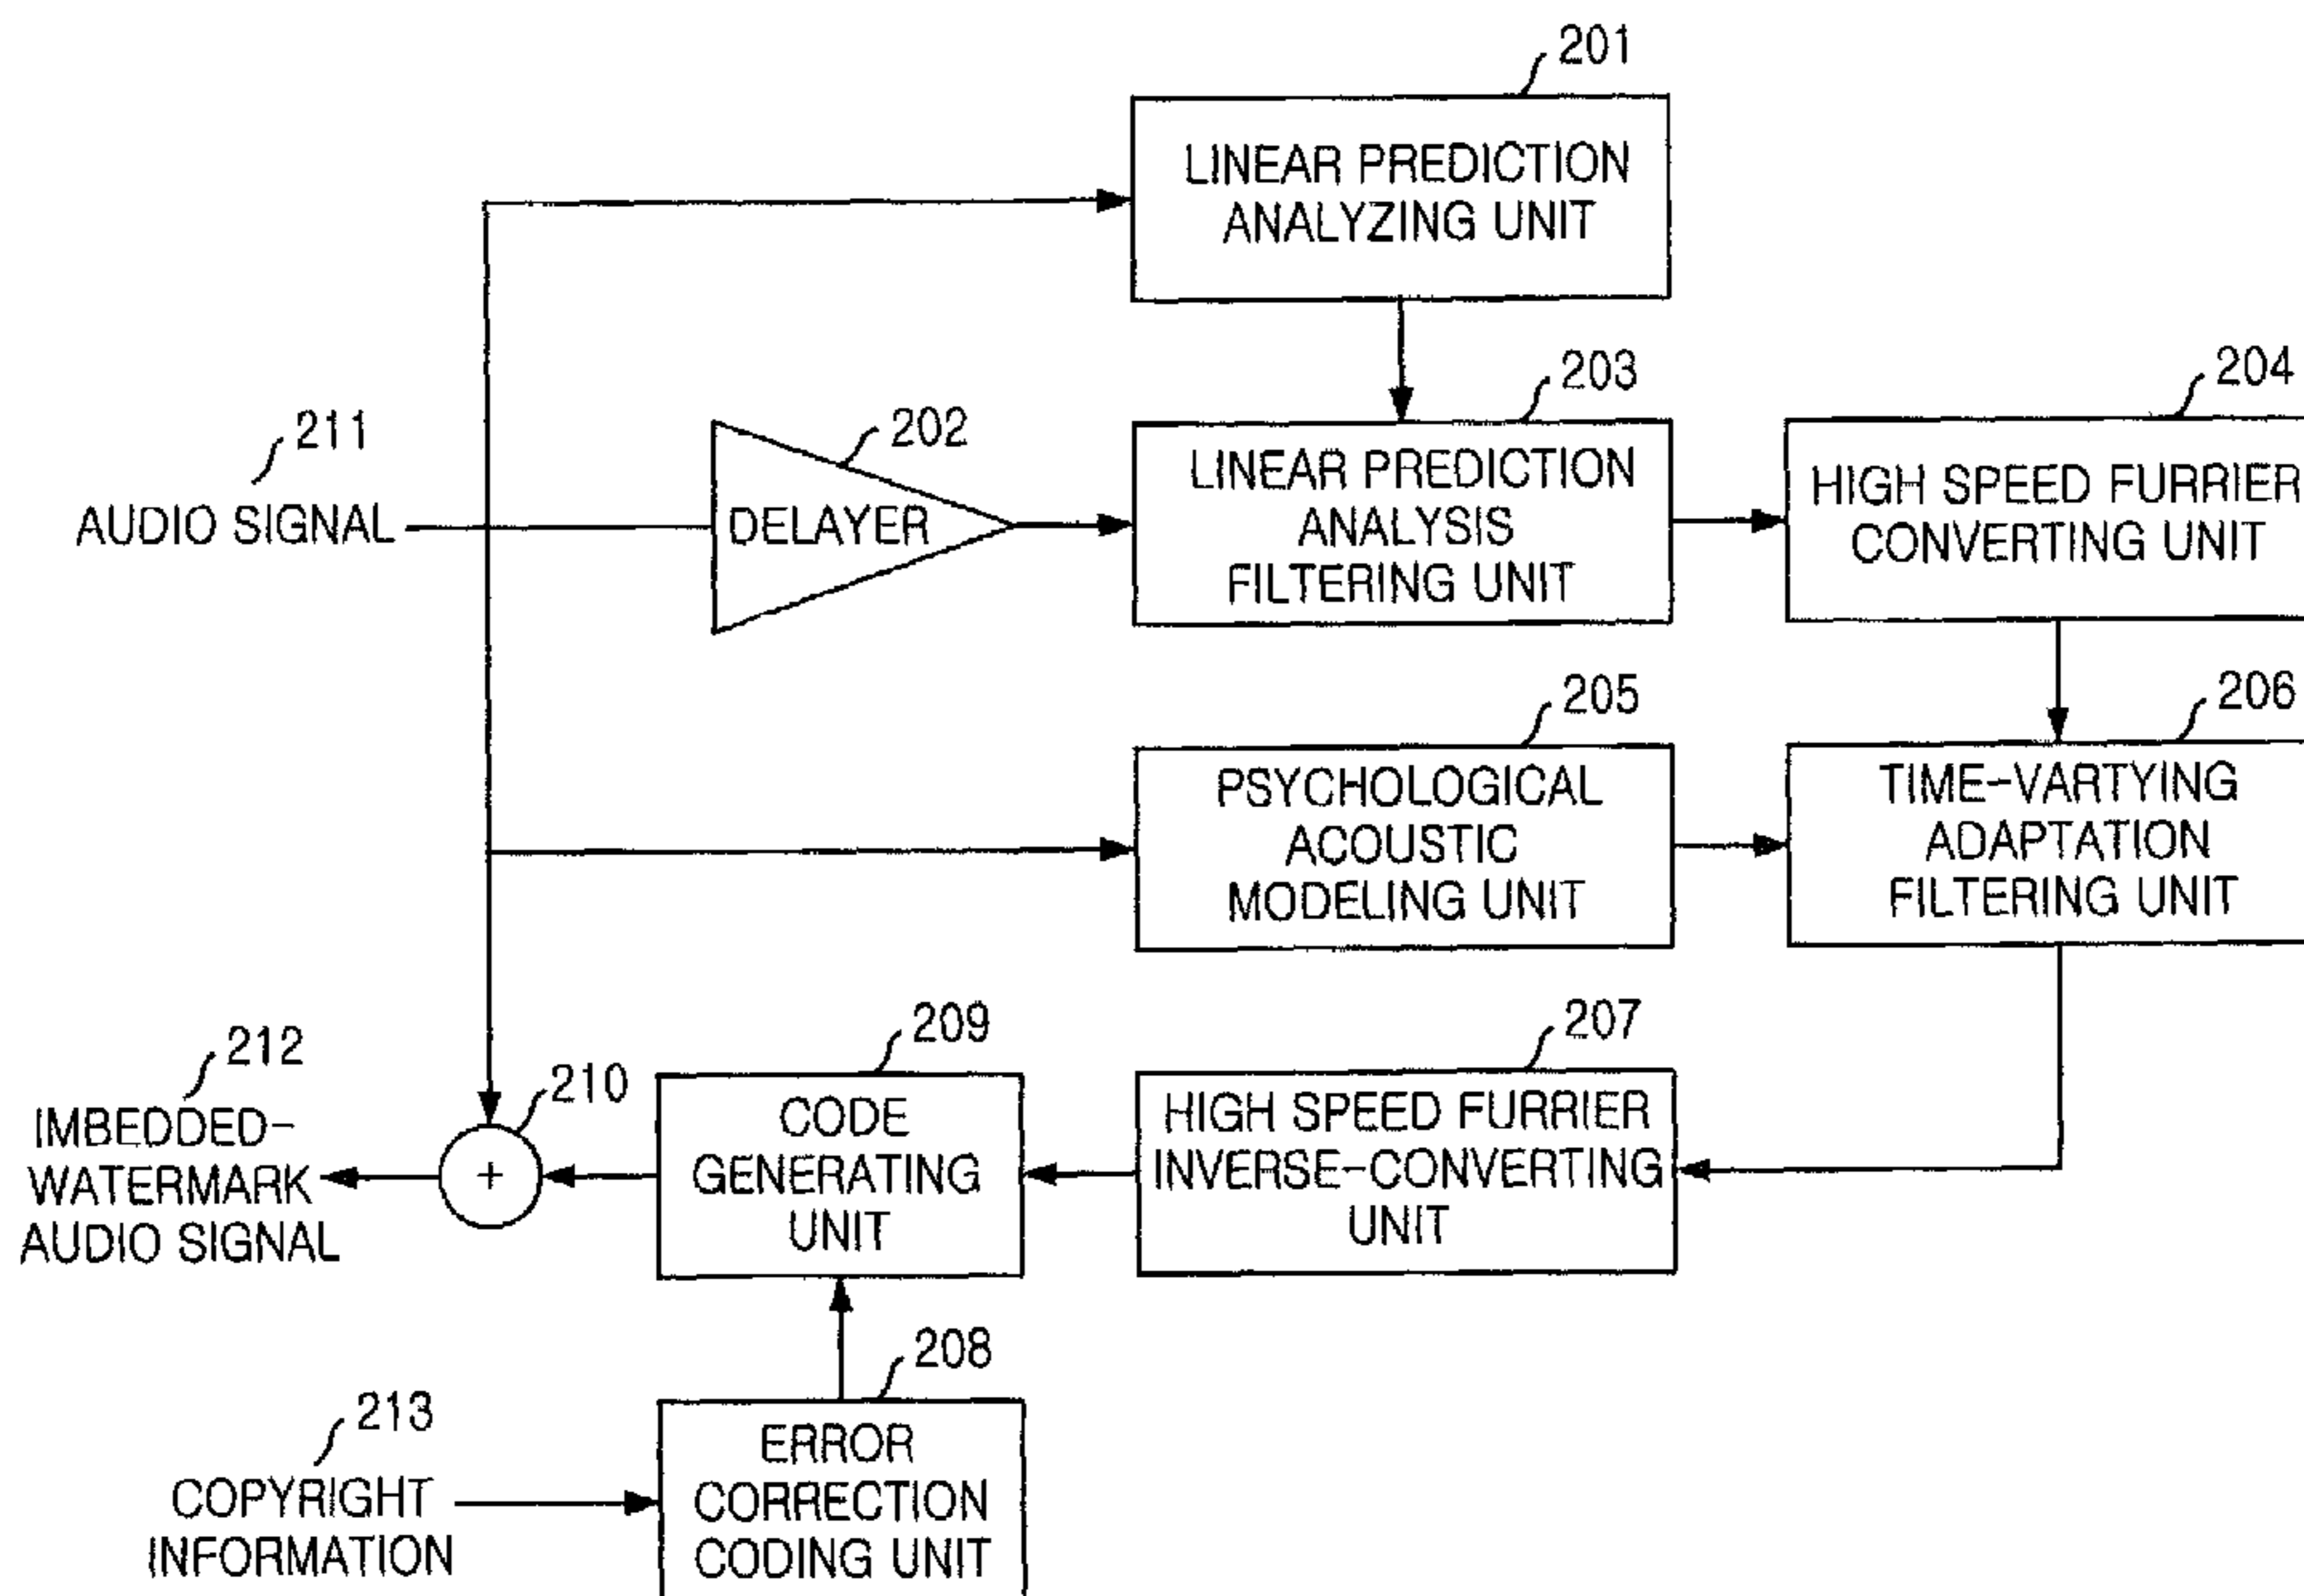 201
LINEAR PREDICTION
ANALYZING UNIT
211
AUDIO SIGNAL
202
DELAYER
203
LINEAR PREDICTION
ANALYSIS
FILTERING UNIT
204
HIGH SPEED FURRIER
CONVERTING UNIT
205
PSYCHOLOGICAL
ACOUSTIC
MODELING UNIT
206
TIME-VARTYING
ADAPTATION
FILTERING UNIT
212
IMBEDDED-
WATERMARK
AUDIO SIGNAL
210
+
209
CODE
GENERATING
UNIT
207
HIGH SPEED FURRIER
INVERSE-CONVERTING
UNIT
213
COPYRIGHT
INFORMATION
208
ERROR
CORRECTION
CODING UNIT